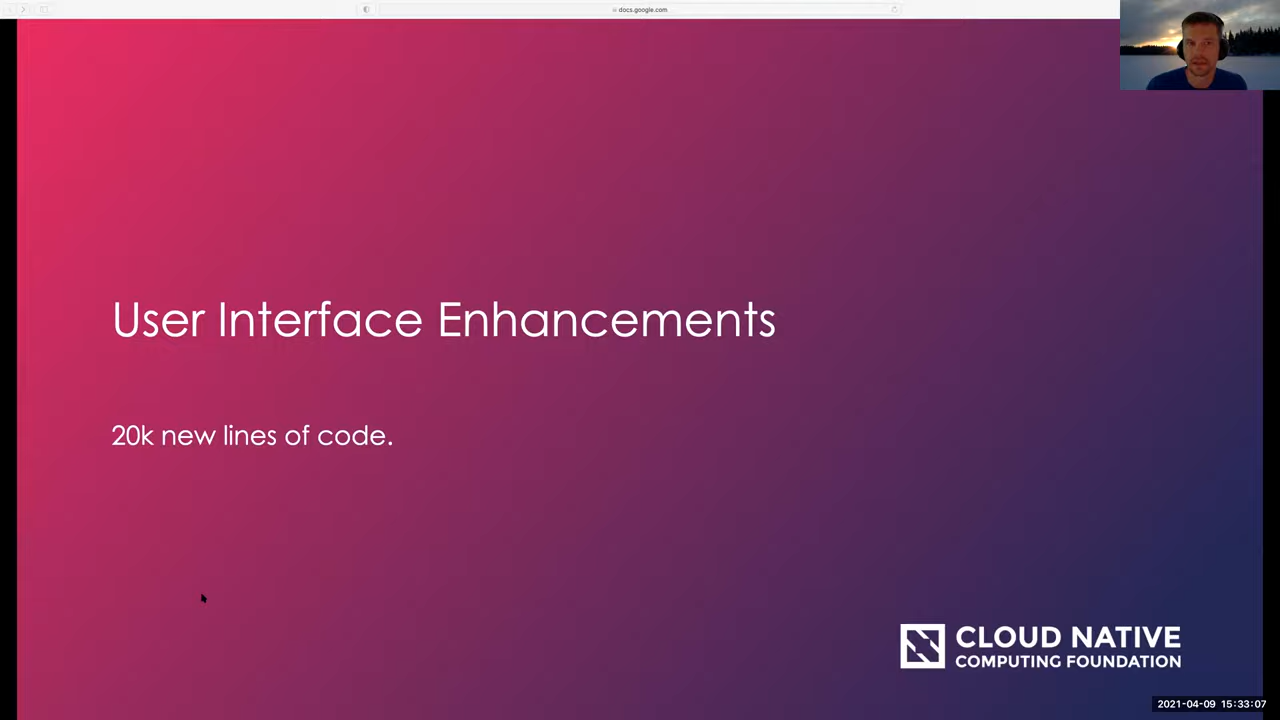 docs.google.com
User Interface Enhancements
20k new lines of code.
CLOUD NATIVE
COMPUTING FOUNDATION
2021-04-09 15:33:07